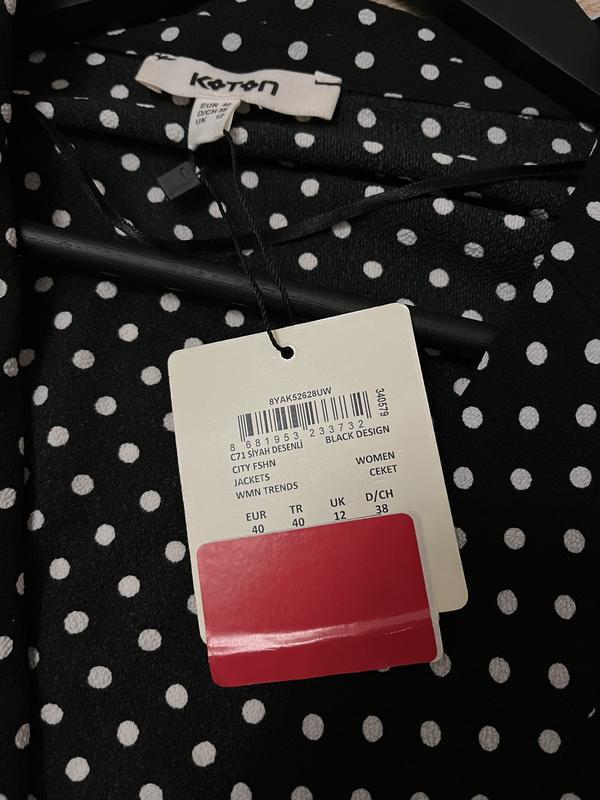 KOTON
EUR 40
D/CH 38
UK 12
8YAK52628UW
340579
8 681953 233732
C71 SİYAH DESENLİ BLACK DESIGN
CITY FSHN WOMEN
JACKETS CEKET
WMN TRENDS
EUR TR UK D/CH
40 40 12 38